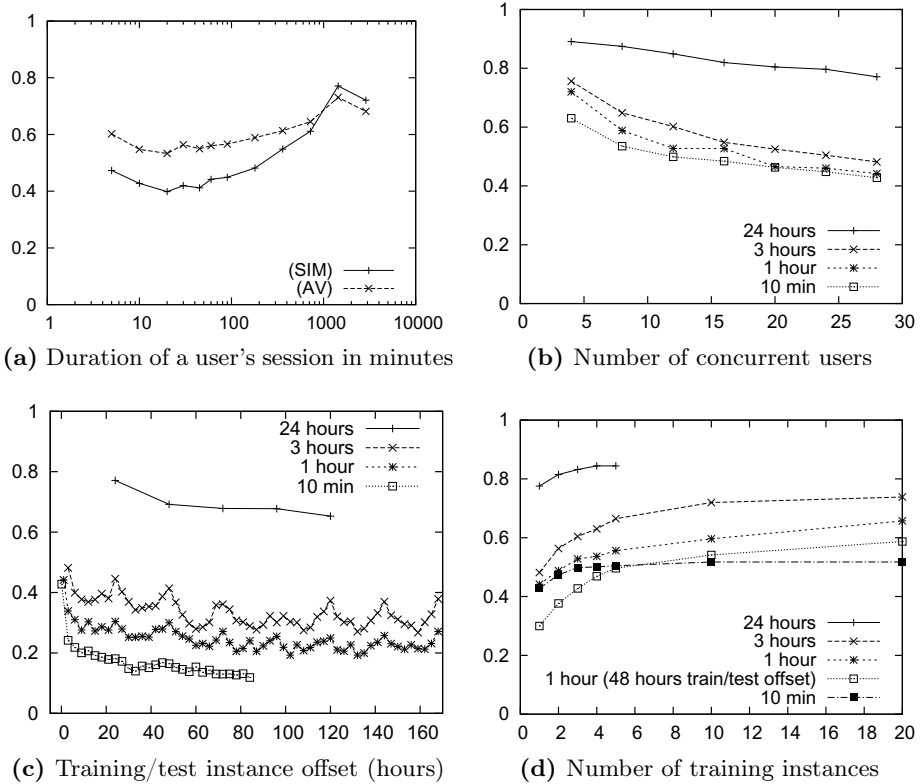 1
0.8
0.6
0.4
0.2
0
1 10 100 1000 10000
(SIM)
(AV)
(a) Duration of a user's session in minutes
1
0.8
0.6
0.4
0.2
0
0 5 10 15 20 25 30
24 hours
3 hours
1 hour
10 min
(b) Number of concurrent users
1
0.8
0.6
0.4
0.2
0
0 20 40 60 80 100 120 140 160
24 hours
3 hours
1 hour
10 min
(c) Training/test instance offset (hours)
1
0.8
0.6
0.4
0.2
0
2 4 6 8 10 12 14 16 18 20
24 hours
3 hours
1 hour
1 hour (48 hours train/test offset)
10 min
(d) Number of training instances